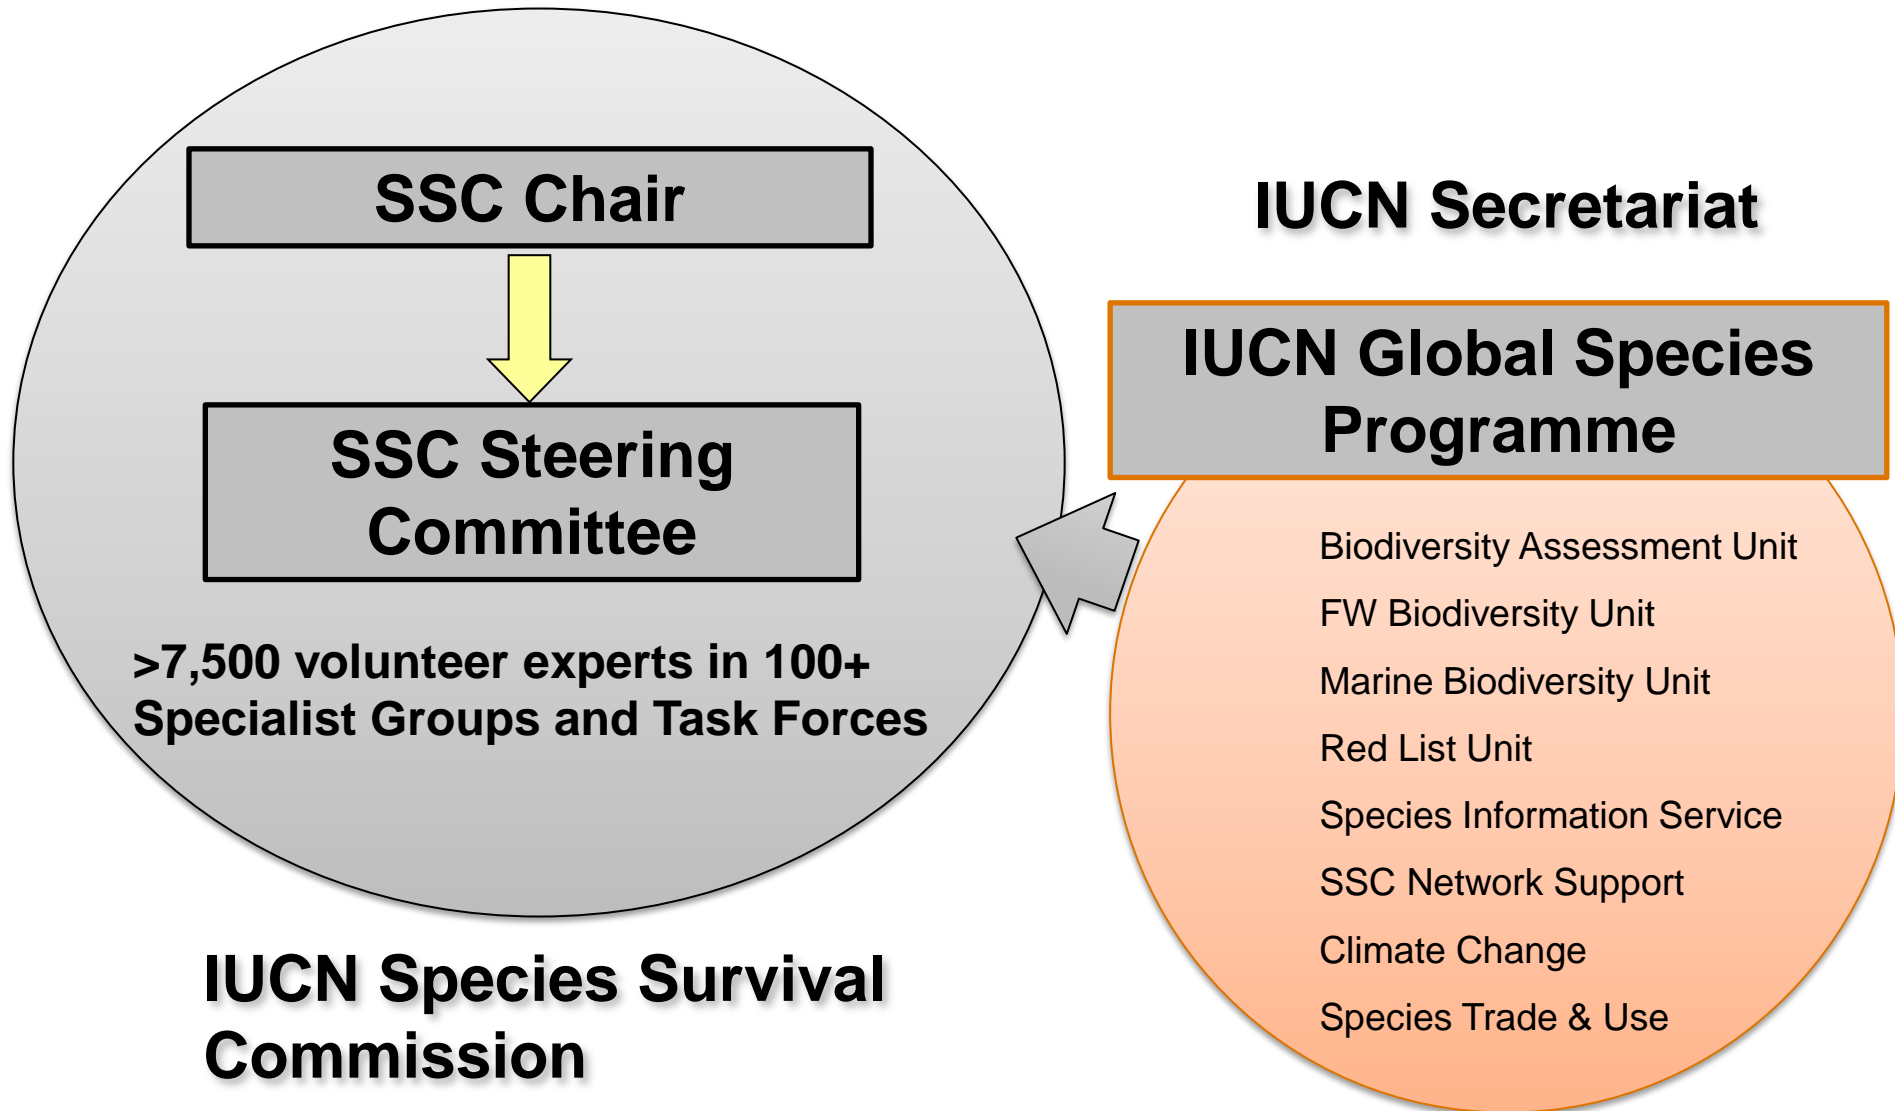 SSC Chair
SSC Steering
Committee
>7,500 volunteer experts in 100+
Specialist Groups and Task Forces
IUCN Species Survival
Commission
IUCN Secretariat
IUCN Global Species
Programme
Biodiversity Assessment Unit
FW Biodiversity Unit
Marine Biodiversity Unit
Red List Unit
Species Information Service
SSC Network Support
Climate Change
Species Trade & Use